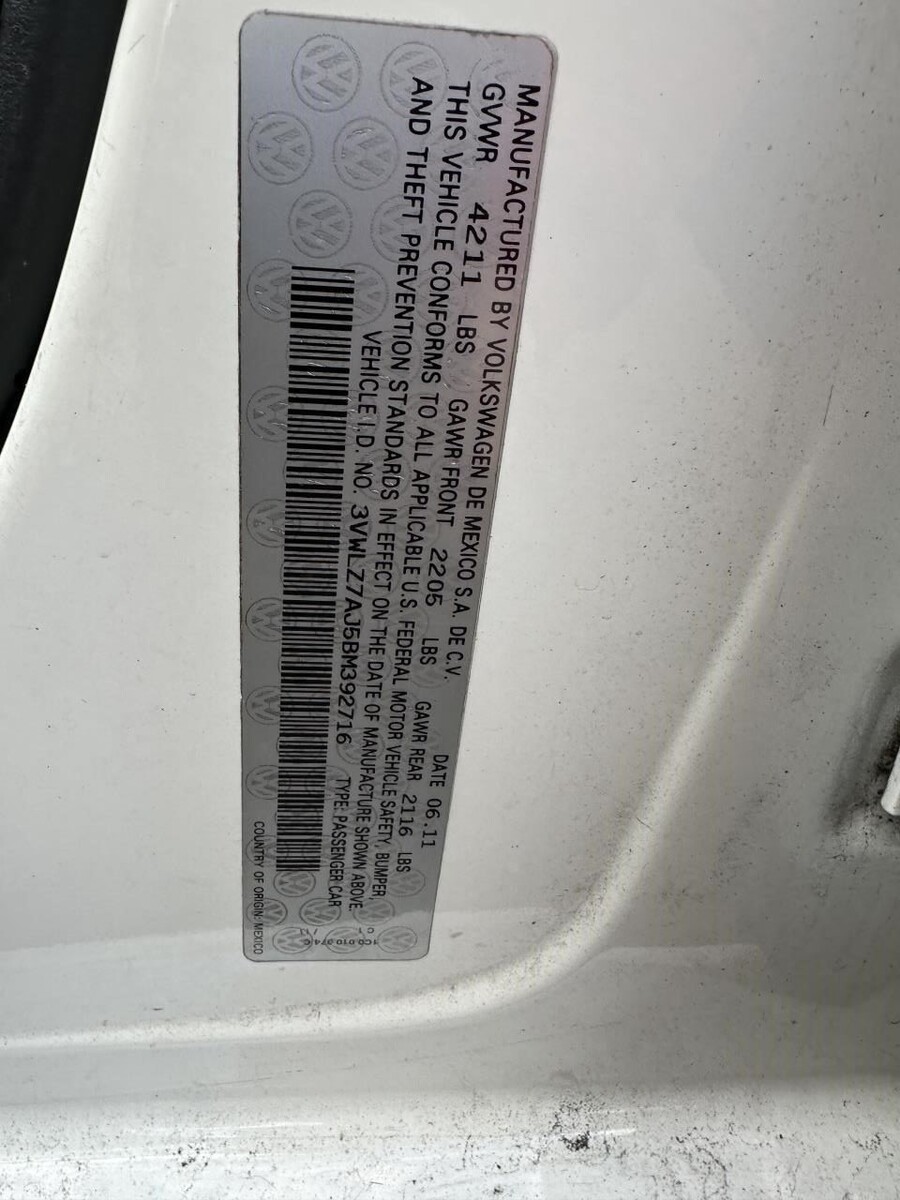 MANUFACTURED BY VOLKSWAGEN DE MEXICO S.A. DE C.V. DATE 06.11
GVWR 4211 LBS GAWR FRONT 2205 LBS GAWR REAR 2116 LBS
THIS VEHICLE CONFORMS TO ALL APPLICABLE U.S. FEDERAL MOTOR VEHICLE SAFETY, BUMPER,
AND THEFT PREVENTION STANDARDS IN EFFECT ON THE DATE OF MANUFACTURE SHOWN ABOVE.
VEHICLE I.D. NO. 3VWLZ7AJ5BM392716 TYPE: PASSENGER CAR
COUNTRY OF ORIGIN: MEXICO